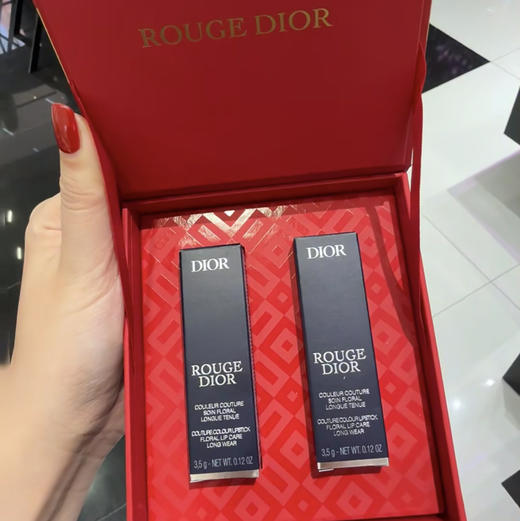 ROUGE DIOR
DIOR
ROUGE
DIOR
COULEUR COUTURE
SOIN FLORAL
LONGUE TENUE
COUTURE COLOUR LIPSTICK
FLORAL LIP CARE
LONG WEAR
3,5 g - NET WT. 0.12 OZ
DIOR
ROUGE
DIOR
COULEUR COUTURE
SOIN FLORAL
LONGUE TENUE
COUTURE COLOUR LIPSTICK
FLORAL LIP CARE
LONG WEAR
3,5 g - NET WT. 0.12 OZ